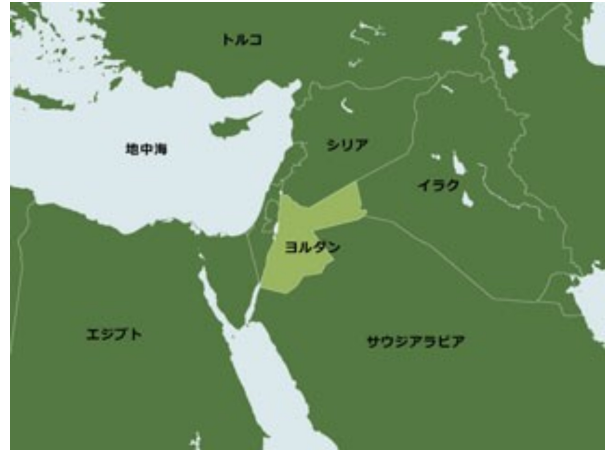 トルコ
地中海
シリア
イラク
ヨルダン
エジプト
サウジアラビア